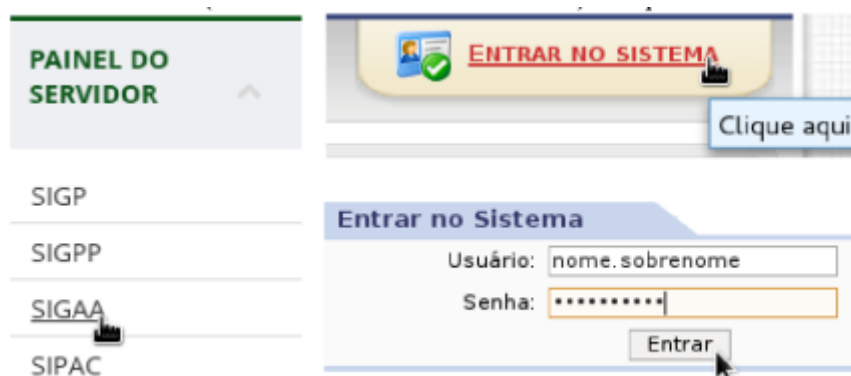 PAINEL DO
SERVIDOR
SIGP
SIGPP
SIGAA
SIPAC
ENTRAR NO SISTEMA
Clique aqui
Entrar no Sistema
Usuário: nome.sobrenome
Senha: ••••••••••
Entrar